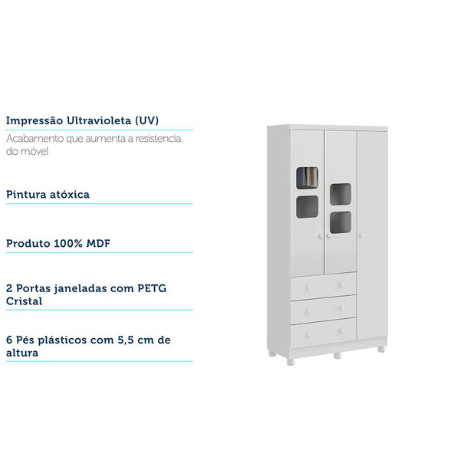 Impressão Ultravioleta (UV)
Acabamento que aumenta a resistencia
do móvel
Pintura atóxica
Produto 100% MDF
2 Portas janeladas com PETG
Cristal
6 Pés plásticos com 5,5 cm de
altura